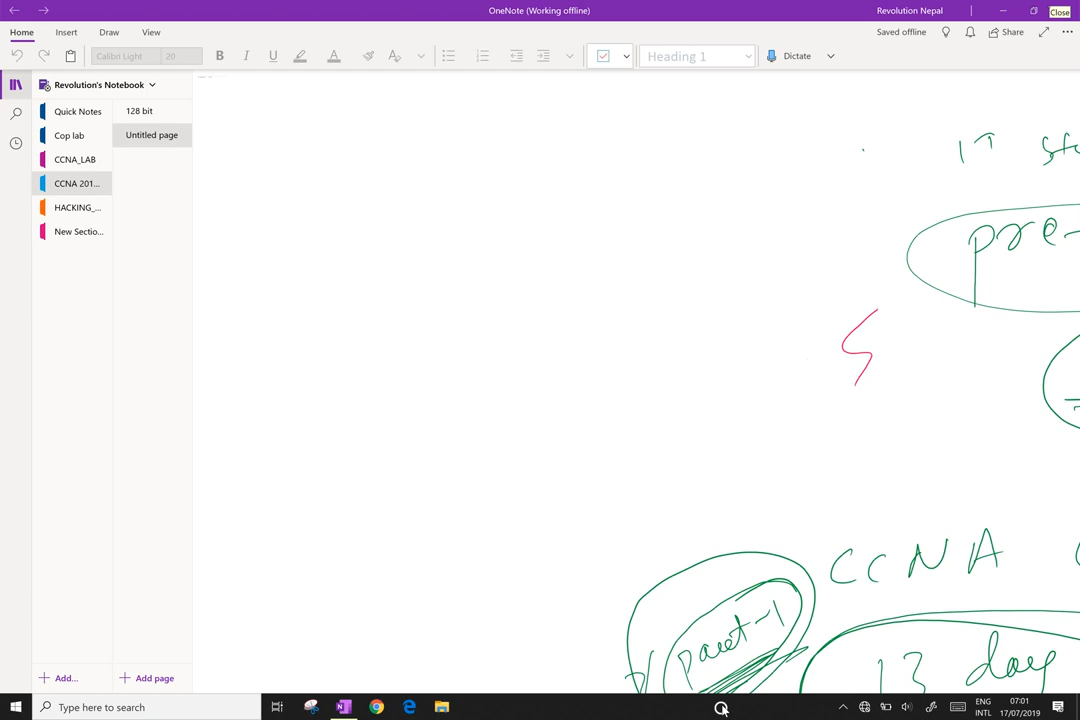 OneNote (Working offline)
Revolution Nepal
Close
Home
Insert
Draw
View
Saved offline
Share
Calibri Light
20
B
I
U
A
Heading 1
Dictate
Revolution's Notebook
Quick Notes
Cop lab
CCNA_LAB
CCNA 201...
HACKING_...
New Sectio...
128 bit
Untitled page
IT
pre-
CCNA
part-1
13 day
Add...
Add page
Type here to search
ENG
INTL
07:01
17/07/2019